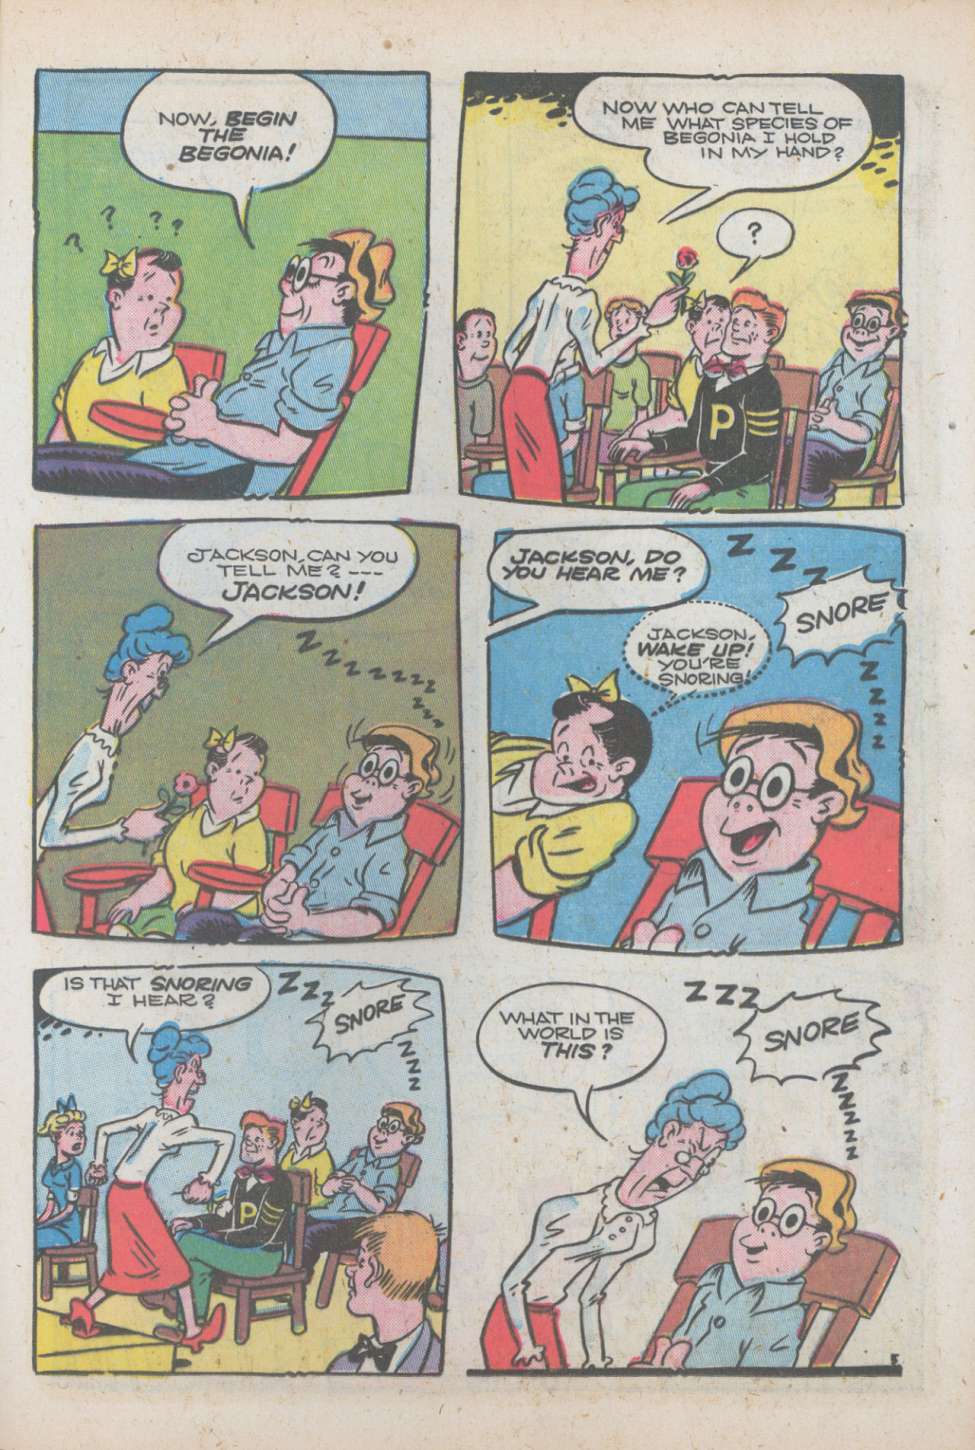 NOW, BEGIN
THE
BEGONIA!
? ? ?
?
NOW WHO CAN TELL
ME WHAT SPECIES OF
BEGONIA I HOLD
IN MY HAND?
?
P
JACKSON, CAN YOU
TELL ME? ---
JACKSON!
Z Z Z Z Z Z Z Z
Z Z Z
JACKSON, DO
YOU HEAR ME?
JACKSON,
WAKE UP!
YOU'RE
SNORING!
Z Z Z
SNORE
Z
Z
Z
Z
IS THAT SNORING
I HEAR?
Z Z Z
SNORE
Z
Z
Z
P
WHAT IN THE
WORLD IS
THIS?
Z Z Z
SNORE
Z
Z
Z
Z
Z
5